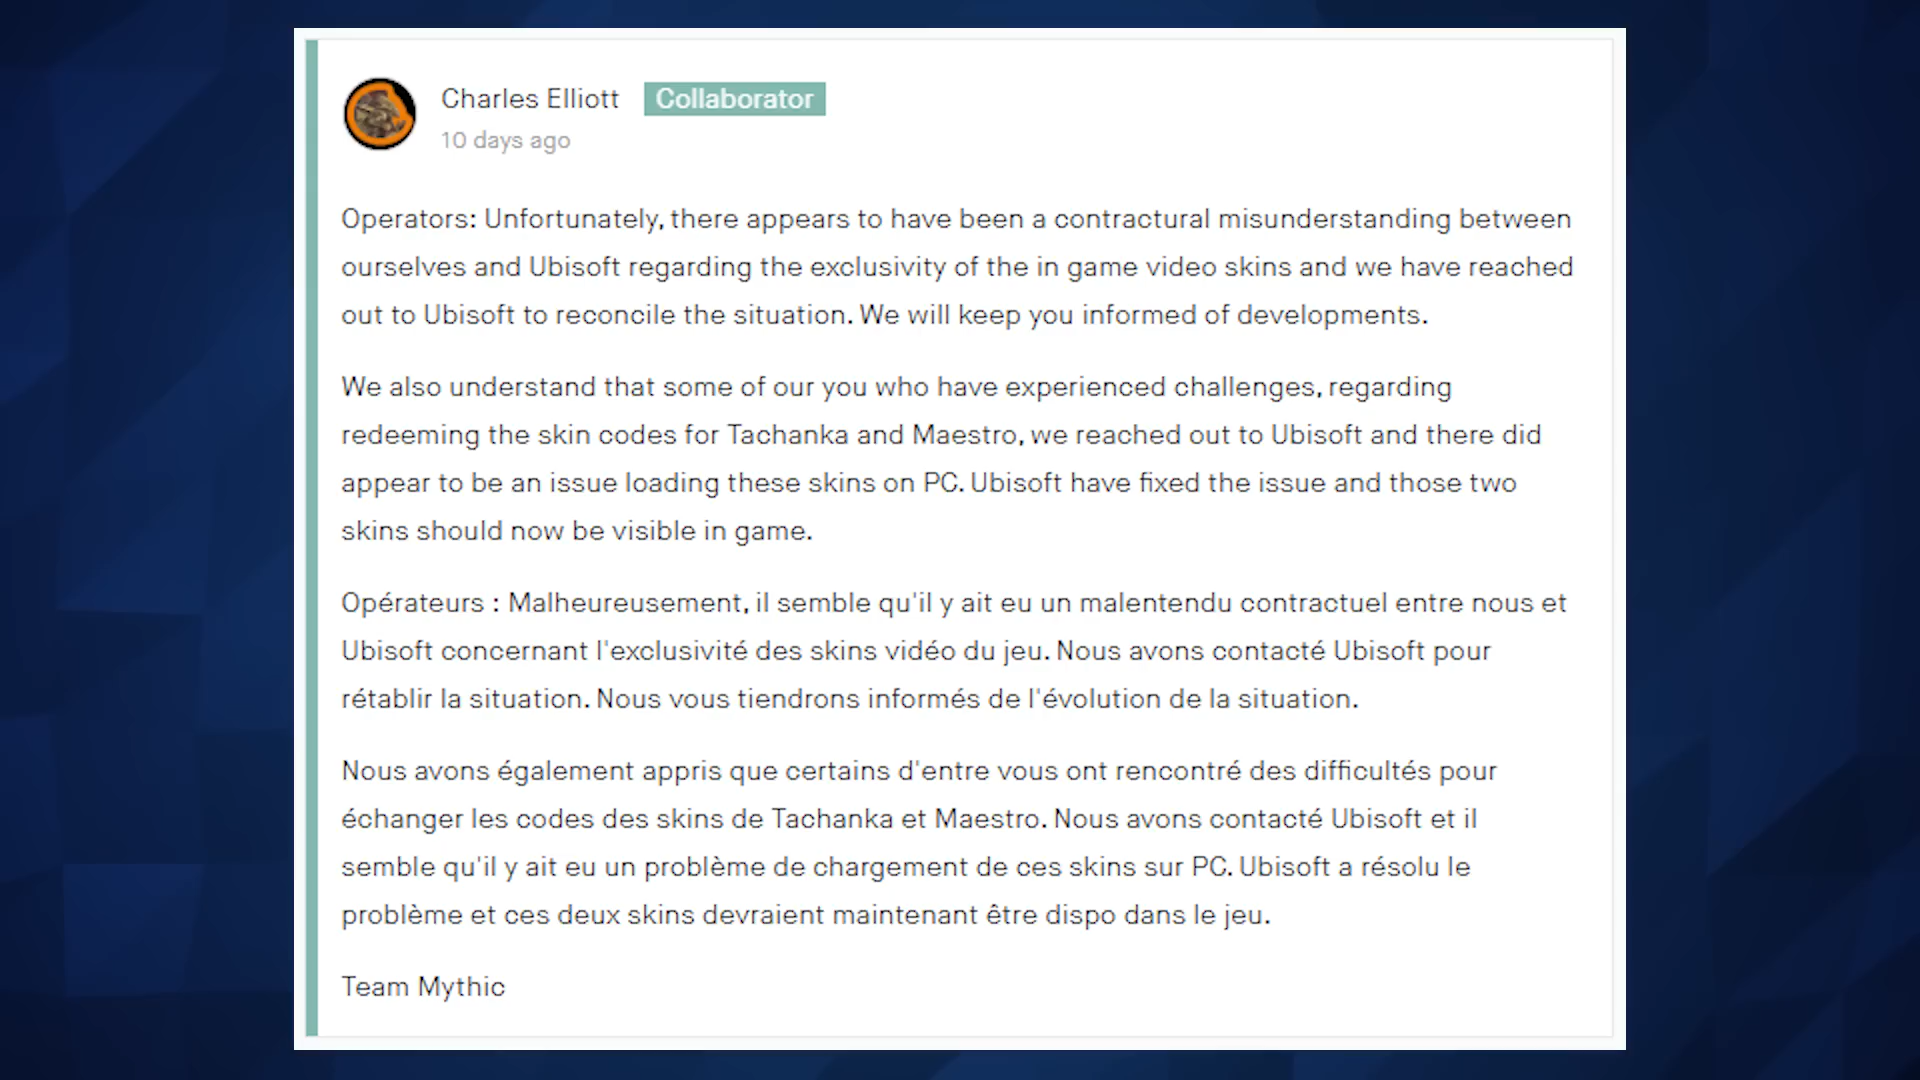 Charles Elliott Collaborator
10 days ago
Operators: Unfortunately, there appears to have been a contractural misunderstanding between
ourselves and Ubisoft regarding the exclusivity of the in game video skins and we have reached
out to Ubisoft to reconcile the situation. We will keep you informed of developments.
We also understand that some of our you who have experienced challenges, regarding
redeeming the skin codes for Tachanka and Maestro, we reached out to Ubisoft and there did
appear to be an issue loading these skins on PC. Ubisoft have fixed the issue and those two
skins should now be visible in game.
Opérateurs : Malheureusement, il semble qu'il y ait eu un malentendu contractuel entre nous et
Ubisoft concernant l'exclusivité des skins vidéo du jeu. Nous avons contacté Ubisoft pour
rétablir la situation. Nous vous tiendrons informés de l'évolution de la situation.
Nous avons également appris que certains d'entre vous ont rencontré des difficultés pour
échanger les codes des skins de Tachanka et Maestro. Nous avons contacté Ubisoft et il
semble qu'il y ait eu un problème de chargement de ces skins sur PC. Ubisoft a résolu le
problème et ces deux skins devraient maintenant être dispo dans le jeu.
Team Mythic